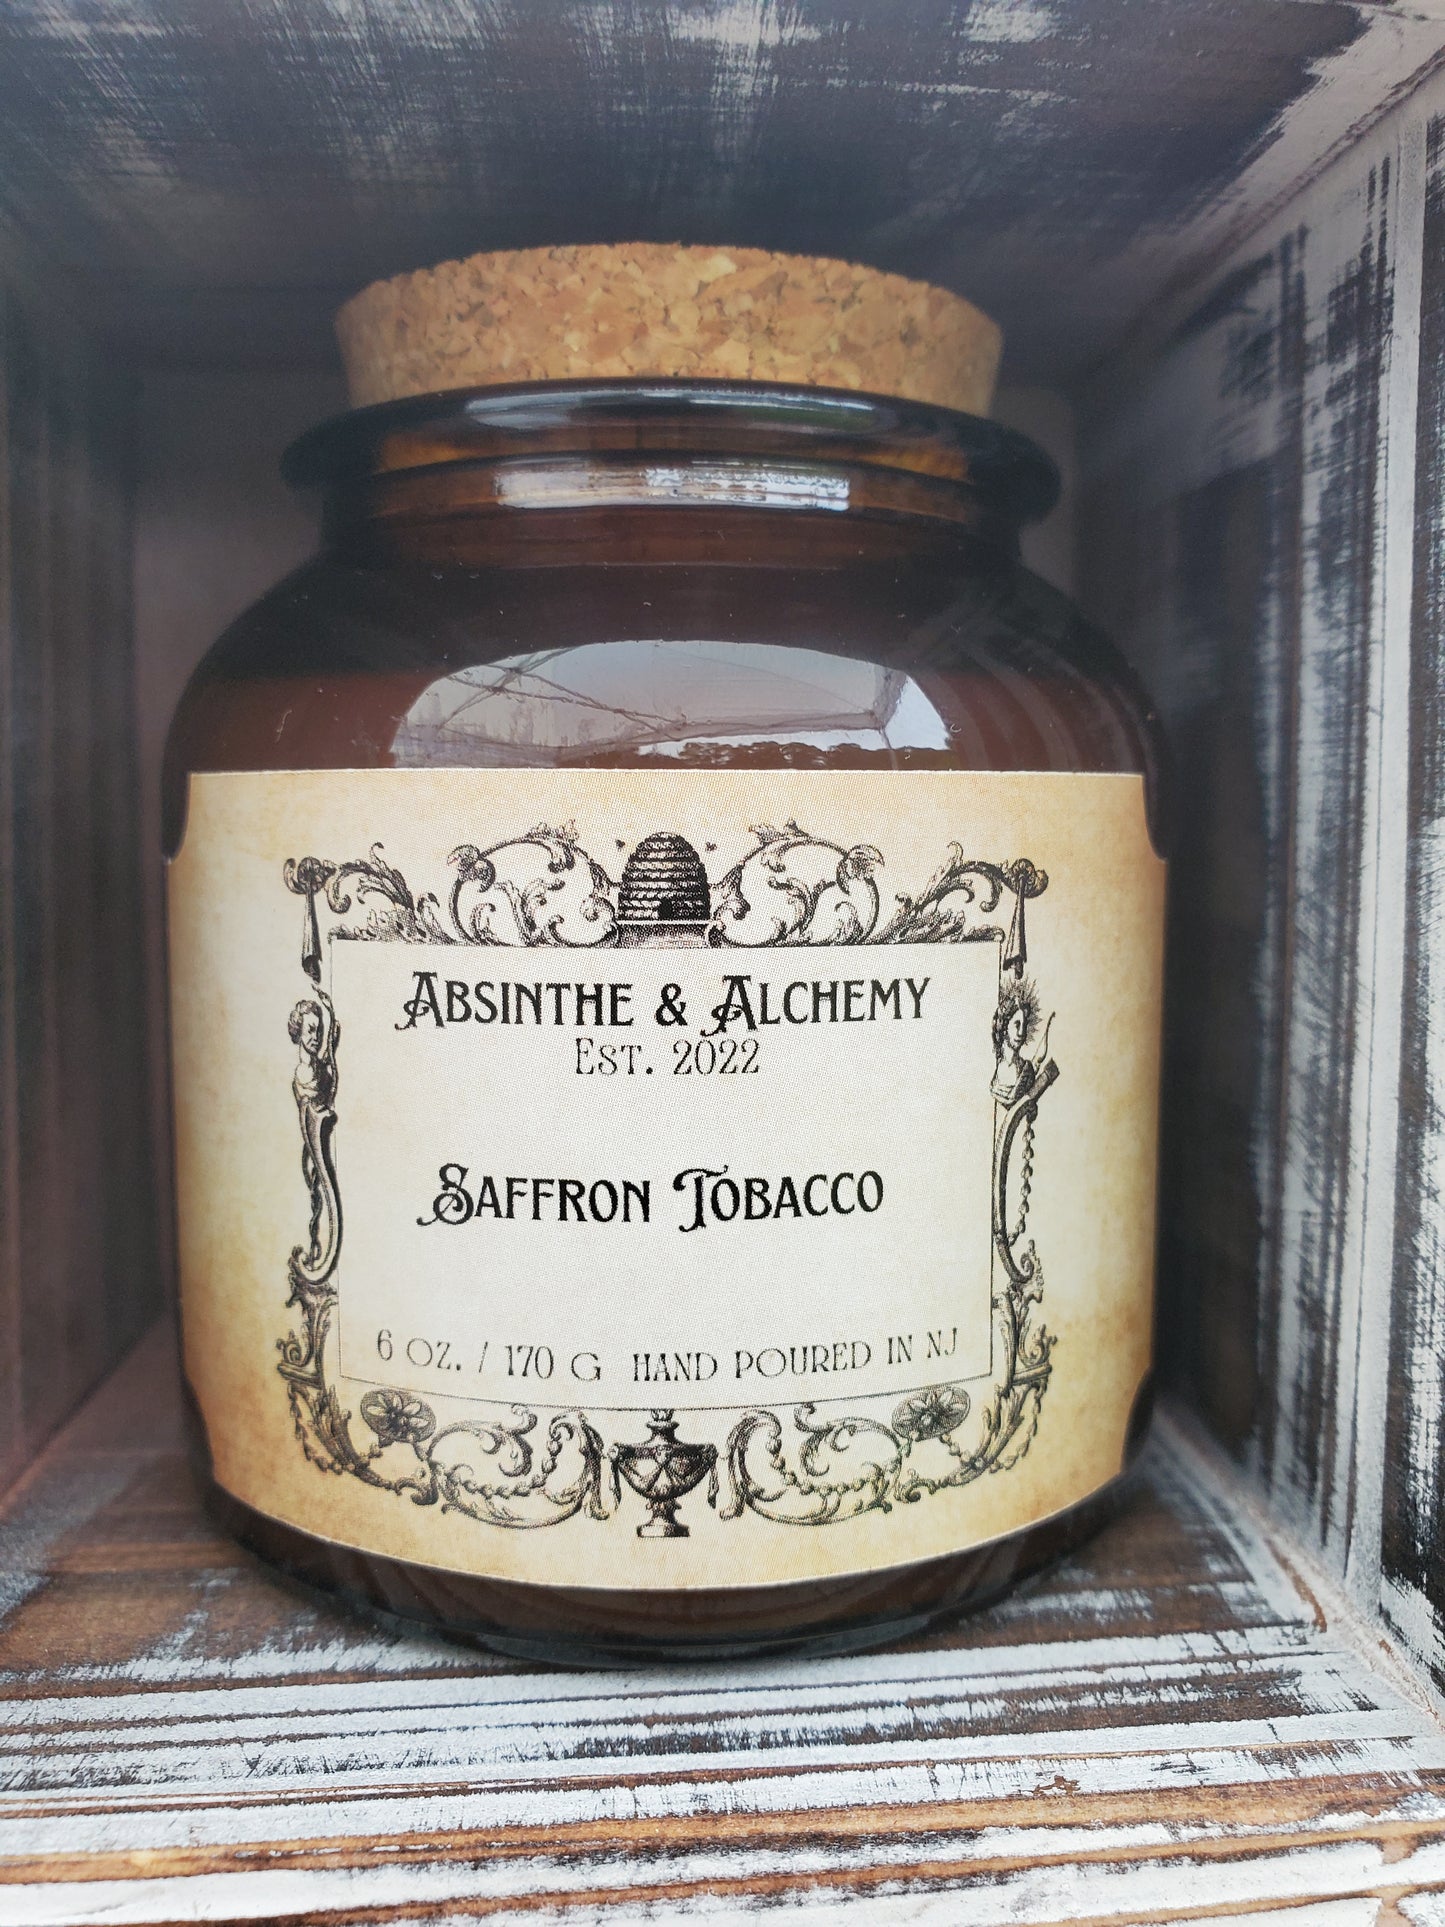 Absinthe & Alchemy
Est. 2022
Saffron Tobacco
6 oz. / 170 g hand poured in NJ